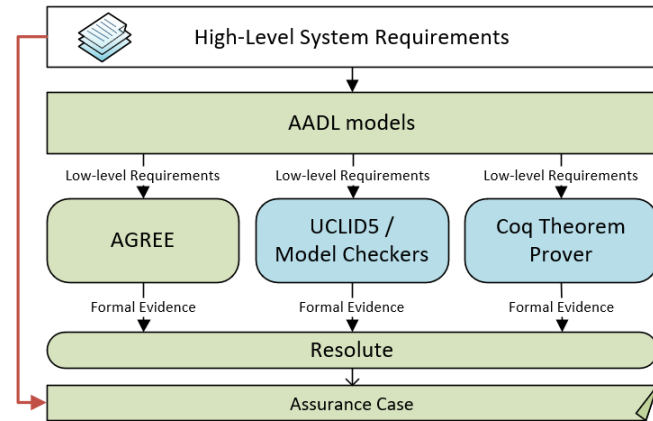 High-Level System Requirements
AADL models
Low-level Requirements
Low-level Requirements
Low-level Requirements
AGREE
UCLID5 /
Model Checkers
Coq Theorem
Prover
Formal Evidence
Formal Evidence
Formal Evidence
Resolute
Assurance Case